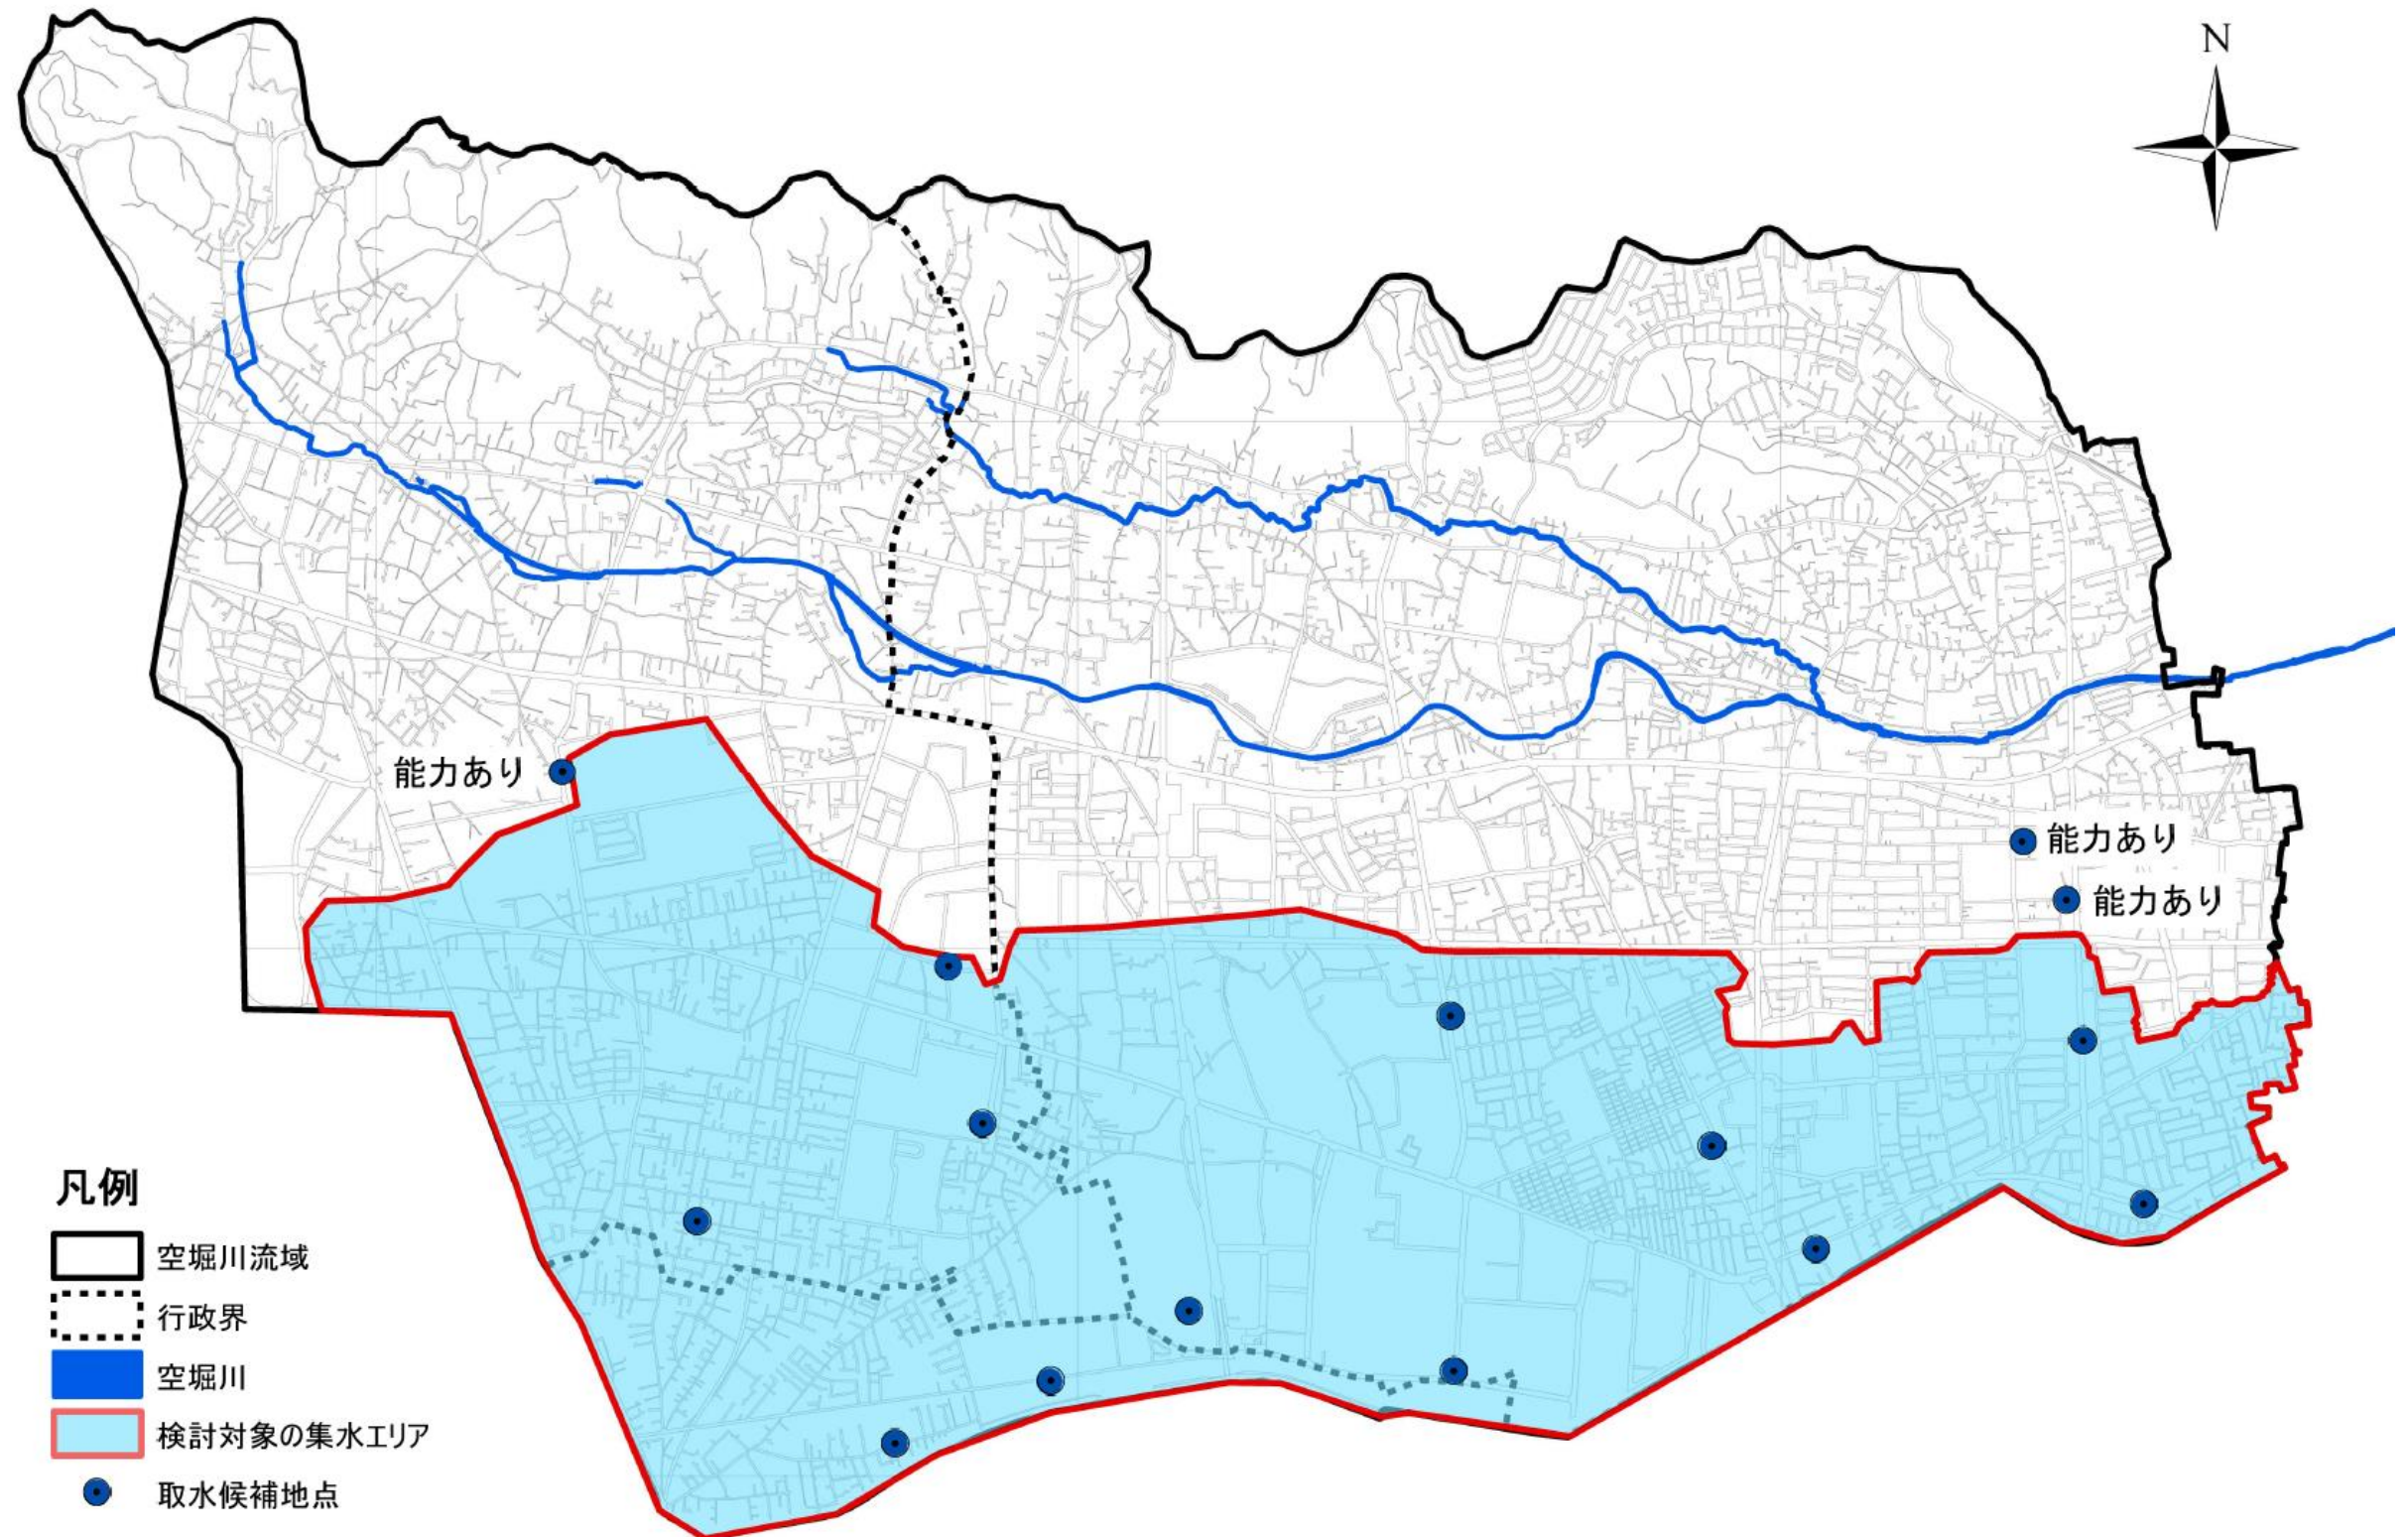 N
能力あり
能力あり
能力あり
凡例
空堀川流域
行政界
空堀川
検討対象の集水エリア
取水候補地点